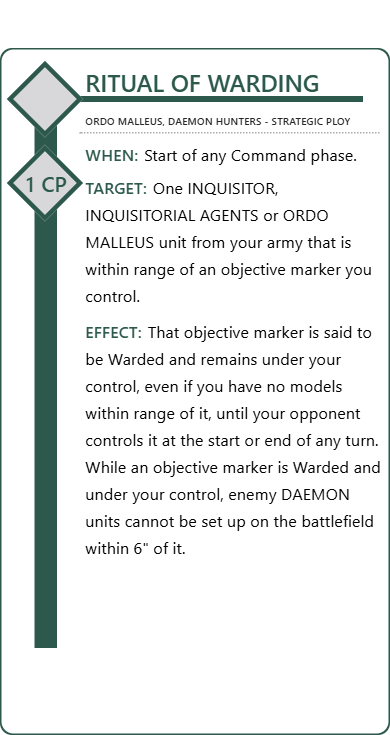 RITUAL OF WARDING
ORDO MALLEUS, DAEMON HUNTERS - STRATEGIC PLOY
1 CP
WHEN: Start of any Command phase.
TARGET: One INQUISITOR,
INQUISITORIAL AGENTS or ORDO
MALLEUS unit from your army that is
within range of an objective marker you
control.
EFFECT: That objective marker is said to
be Warded and remains under your
control, even if you have no models
within range of it, until your opponent
controls it at the start or end of any turn.
While an objective marker is Warded and
under your control, enemy DAEMON
units cannot be set up on the battlefield
within 6" of it.